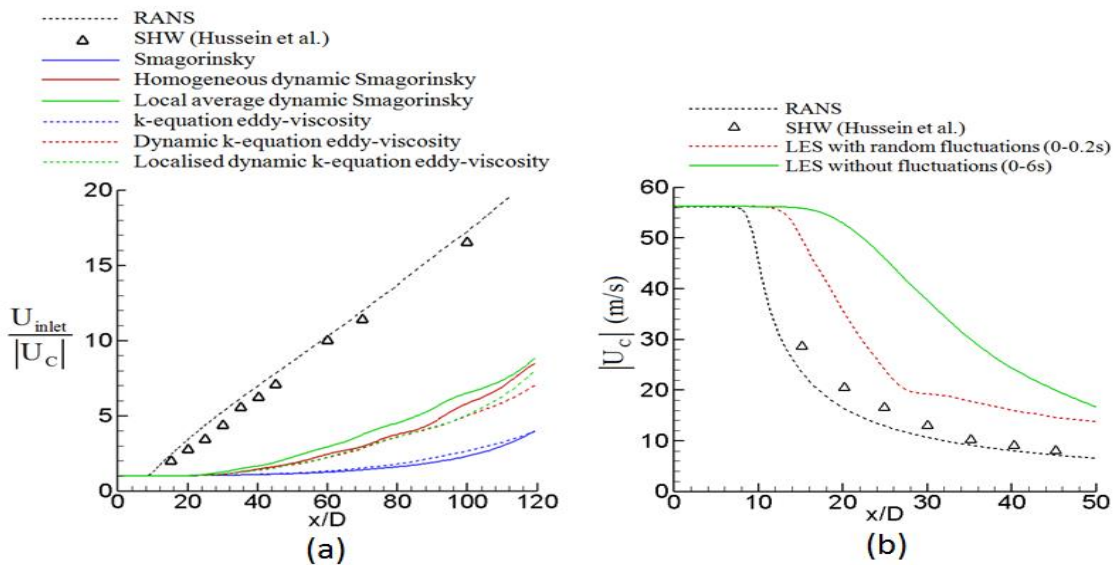 RANS
SHW (Hussein et al.)
Smagorinsky
Homogeneous dynamic Smagorinsky
Local average dynamic Smagorinsky
k-equation eddy-viscosity
Dynamic k-equation eddy-viscosity
Localised dynamic k-equation eddy-viscosity
20
15
10
5
0
U inlet
|U C|
0 20 40 60 80 100 120
x/D
(a)
RANS
SHW (Hussein et al.)
LES with random fluctuations (0-0.2s)
LES without fluctuations (0-6s)
60
50
40
30
20
10
0
|U C| (m/s)
0 10 20 30 40 50
x/D
(b)